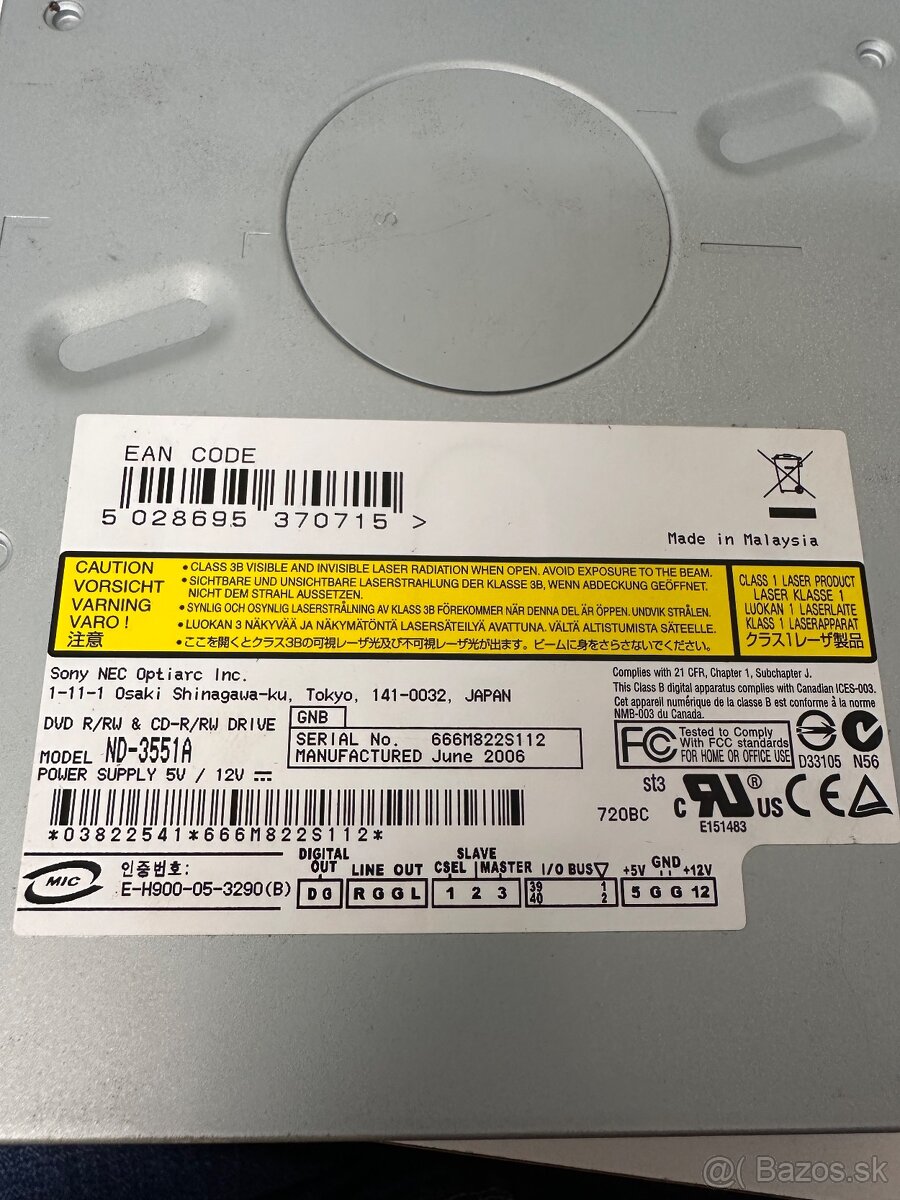 EAN CODE
5 028695 370715 >
Made in Malaysia
CAUTION
VORSICHT
VARNING
VARO !
注意
• CLASS 3B VISIBLE AND INVISIBLE LASER RADIATION WHEN OPEN. AVOID EXPOSURE TO THE BEAM.
• SICHTBARE UND UNSICHTBARE LASERSTRAHLUNG DER KLASSE 3B, WENN ABDECKUNG GEÖFFNET.
NICHT DEM STRAHL AUSSETZEN.
• SYNLIG OCH OSYNLIG LASERSTRÅLNING AV KLASS 3B FÖREKOMMER NÄR DENNA DEL ÄR ÖPPEN. UNDVIK STRÅLEN.
• LUOKAN 3 NÄKYVÄÄ JA NÄKYMÄTÖNTÄ LASERSÄTEILYÄ AVATTUNA. VÄLTÄ ALTISTUMISTA SÄTEELLE.
• ここを開くとクラス3Bの可視レーザ光及び不可視レーザ光が出ます。ビームに身をさらさないでください。
CLASS 1 LASER PRODUCT
LASER KLASSE 1
LUOKAN 1 LASERLAITE
KLASS 1 LASERAPPARAT
クラス1レーザ製品
Sony NEC Optiarc Inc.
1-11-1 Osaki Shinagawa-ku, Tokyo, 141-0032, JAPAN
DVD R/RW & CD-R/RW DRIVE
GNB
MODEL ND-3551A
SERIAL No. 666M822S112
MANUFACTURED June 2006
POWER SUPPLY 5V / 12V
Complies with 21 CFR, Chapter 1, Subchapter J.
This Class B digital apparatus complies with Canadian ICES-003.
Cet appareil numérique de la classe B est conforme à la norme
NMB-003 du Canada.
FC Tested to Comply
With FCC standards
FOR HOME OR OFFICE USE
D33105 N56
st3
720BC
c RU ® US CE
E151483
*03822541*666M822S112*
MIC
인증번호:
E-H900-05-3290(B)
DIGITAL
OUT
D G
LINE OUT
R G G L
SLAVE
CSEL MASTER
1 2 3
I/O BUS
39 1
40 2
+5V GND +12V
5 G G 12
@( Bazos.sk